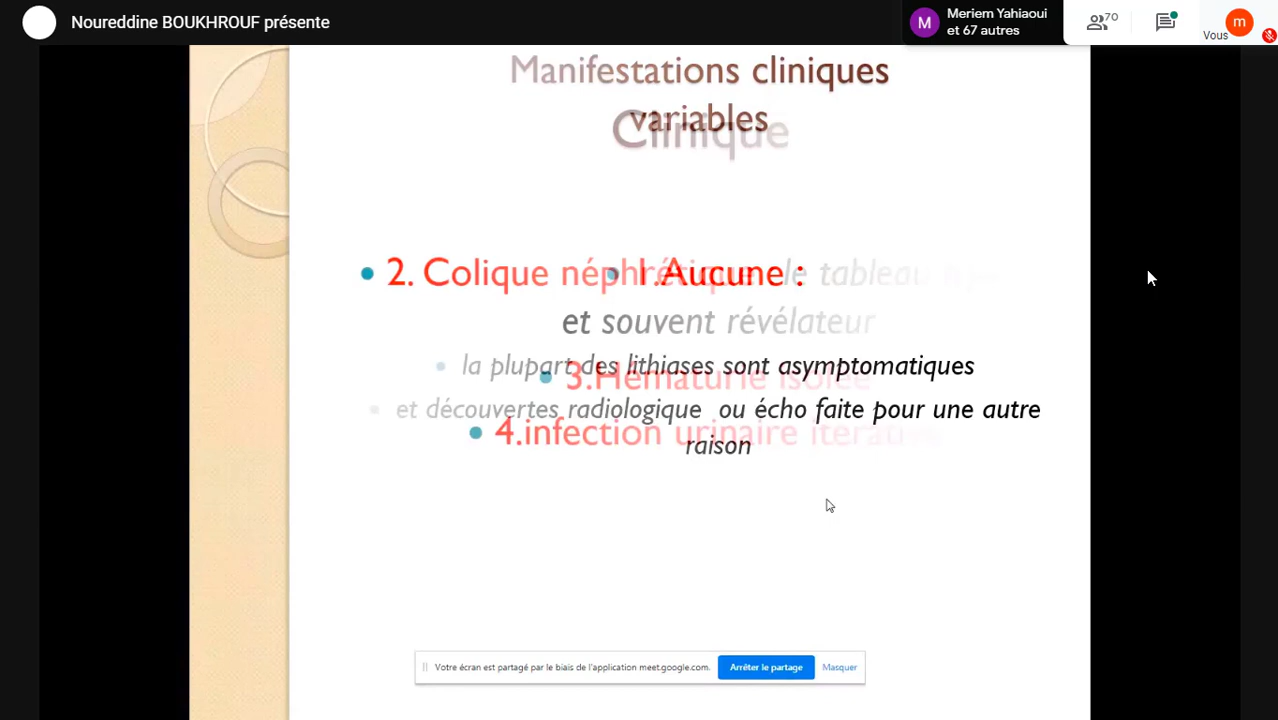 Noureddine BOUKHROUF présente
Meriem Yahiaoui
et 67 autres
70
m
M
Vous
Manifestations cliniques
variables
Clinique
2. Colique néphrétique le tableau
1.Aucune :
et souvent révélateur
la plupart des lithiases sont asymptomatiques
3.Hématurie isolée
et découvertes radiologique ou écho faite pour une autre
4.infection urinaire
raison
Votre écran est partagé par le biais de l'application meet.google.com.
Arrêter le partage
Masquer